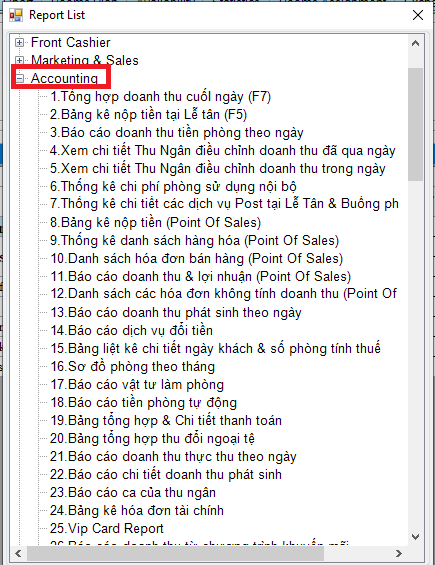 Report List
Front Cashier
Marketing & Sales
Accounting
1.Tổng hợp doanh thu cuối ngày (F7)
2.Bảng kê nộp tiền tại Lễ tân (F5)
3.Báo cáo doanh thu tiền phòng theo ngày
4.Xem chi tiết Thu Ngân điều chỉnh doanh thu đã qua ngày
5.Xem chi tiết Thu Ngân điều chỉnh doanh thu trong ngày
6.Thống kê chi phí phòng sử dụng nội bộ
7.Thống kê chi tiết các dịch vụ Post tại Lễ Tân & Buồng ph
8.Bảng kê nộp tiền (Point Of Sales)
9.Thống kê danh sách hàng hóa (Point Of Sales)
10.Danh sách hóa đơn bán hàng (Point Of Sales)
11.Báo cáo doanh thu & lợi nhuận (Point Of Sales)
12.Danh sách các hóa đơn không tính doanh thu (Point Of
13.Báo cáo doanh thu phát sinh theo ngày
14.Báo cáo dịch vụ đổi tiền
15.Bảng liệt kê chi tiết ngày khách & số phòng tính thuế
16.Sơ đồ phòng theo tháng
17.Báo cáo vật tư làm phòng
18.Báo cáo tiền phòng tự động
19.Bảng tổng hợp & Chi tiết thanh toán
20.Bảng tổng hợp thu đổi ngoại tệ
21.Báo cáo doanh thu thực thu theo ngày
22.Báo cáo chi tiết doanh thu phát sinh
23.Báo cáo ca của thu ngân
24.Bảng kê hóa đơn tài chính
25.Vip Card Report
26.Báo cáo doanh thu từ chương trình khuyến mãi